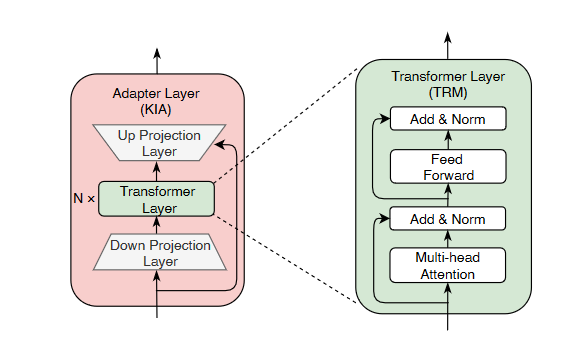 Adapter Layer
(KIA)
Up Projection
Layer
N ×
Transformer
Layer
Down Projection
Layer
Transformer Layer
(TRM)
Add & Norm
Feed
Forward
Add & Norm
Multi-head
Attention